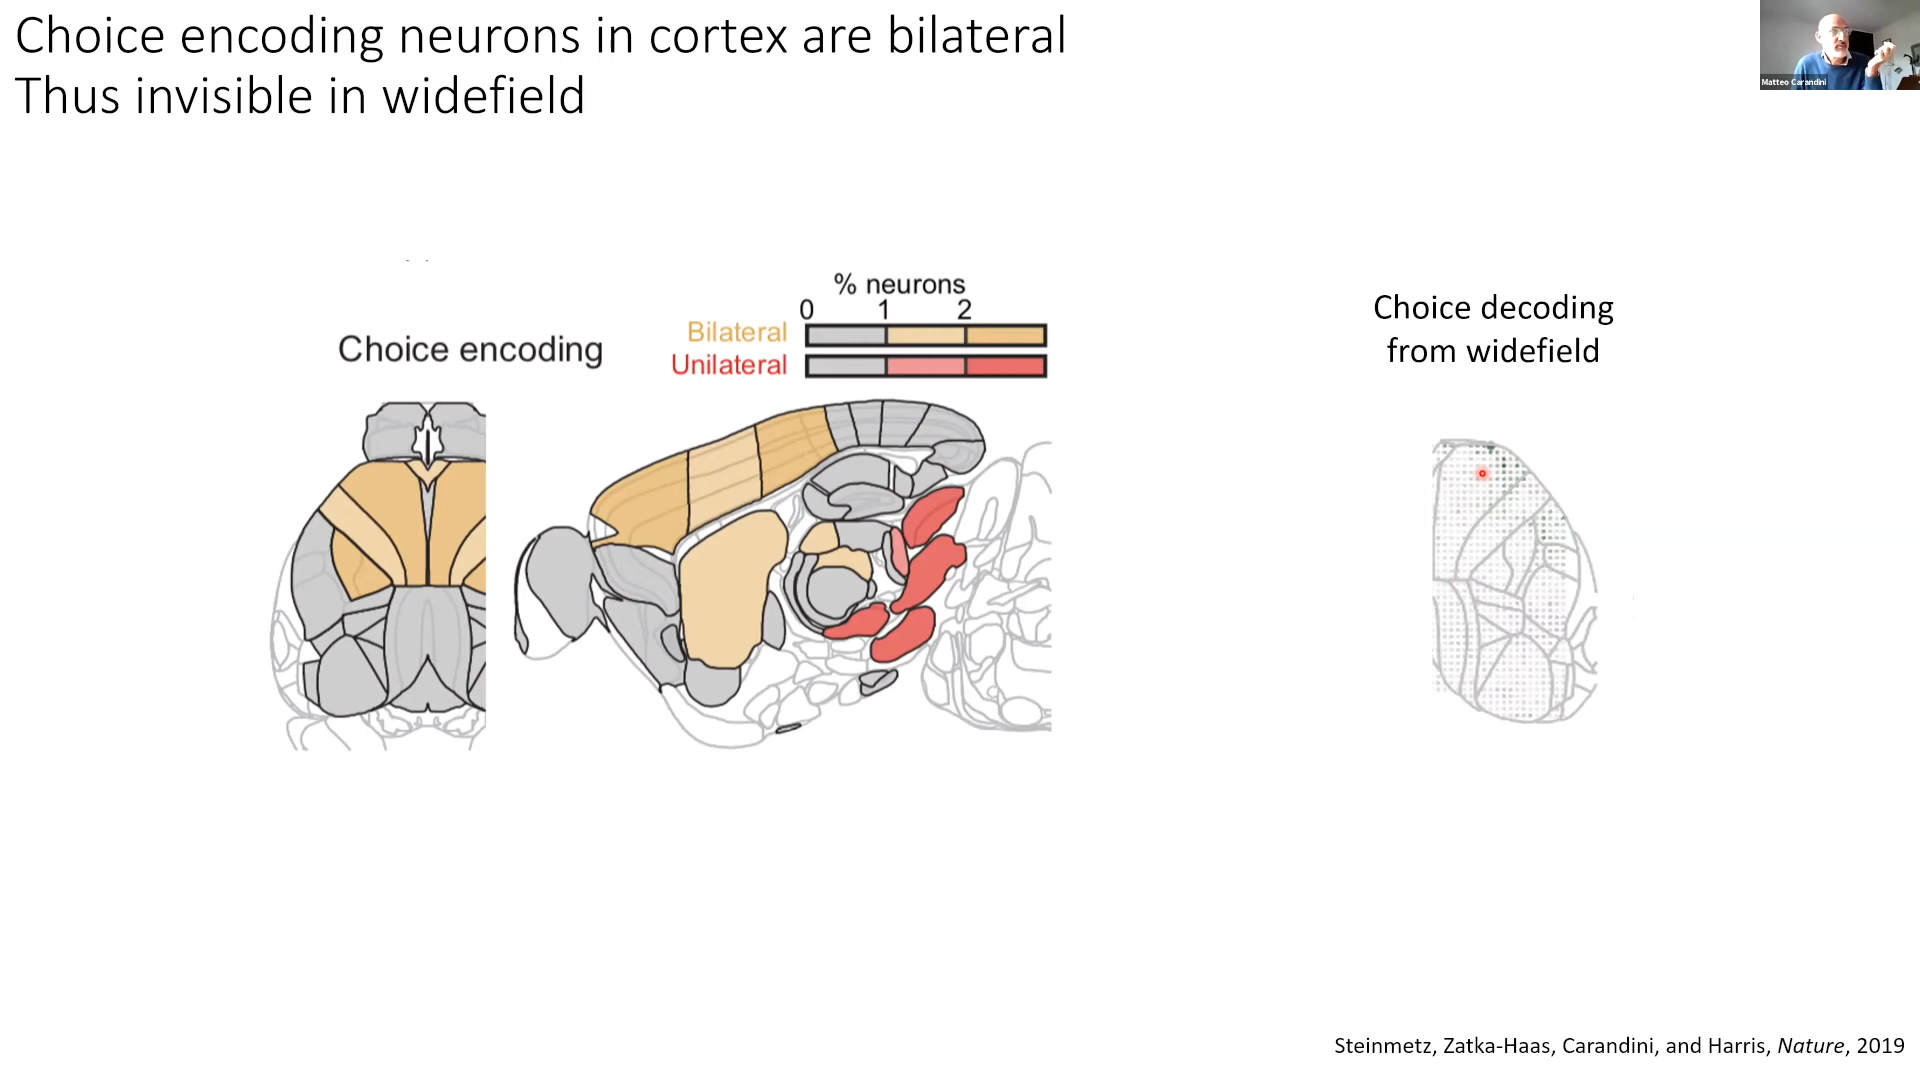 Choice encoding neurons in cortex are bilateral
Thus invisible in widefield
Matteo Carandini
% neurons
0 1 2
Bilateral
Unilateral
Choice encoding
Choice decoding
from widefield
Steinmetz, Zatka-Haas, Carandini, and Harris, Nature, 2019